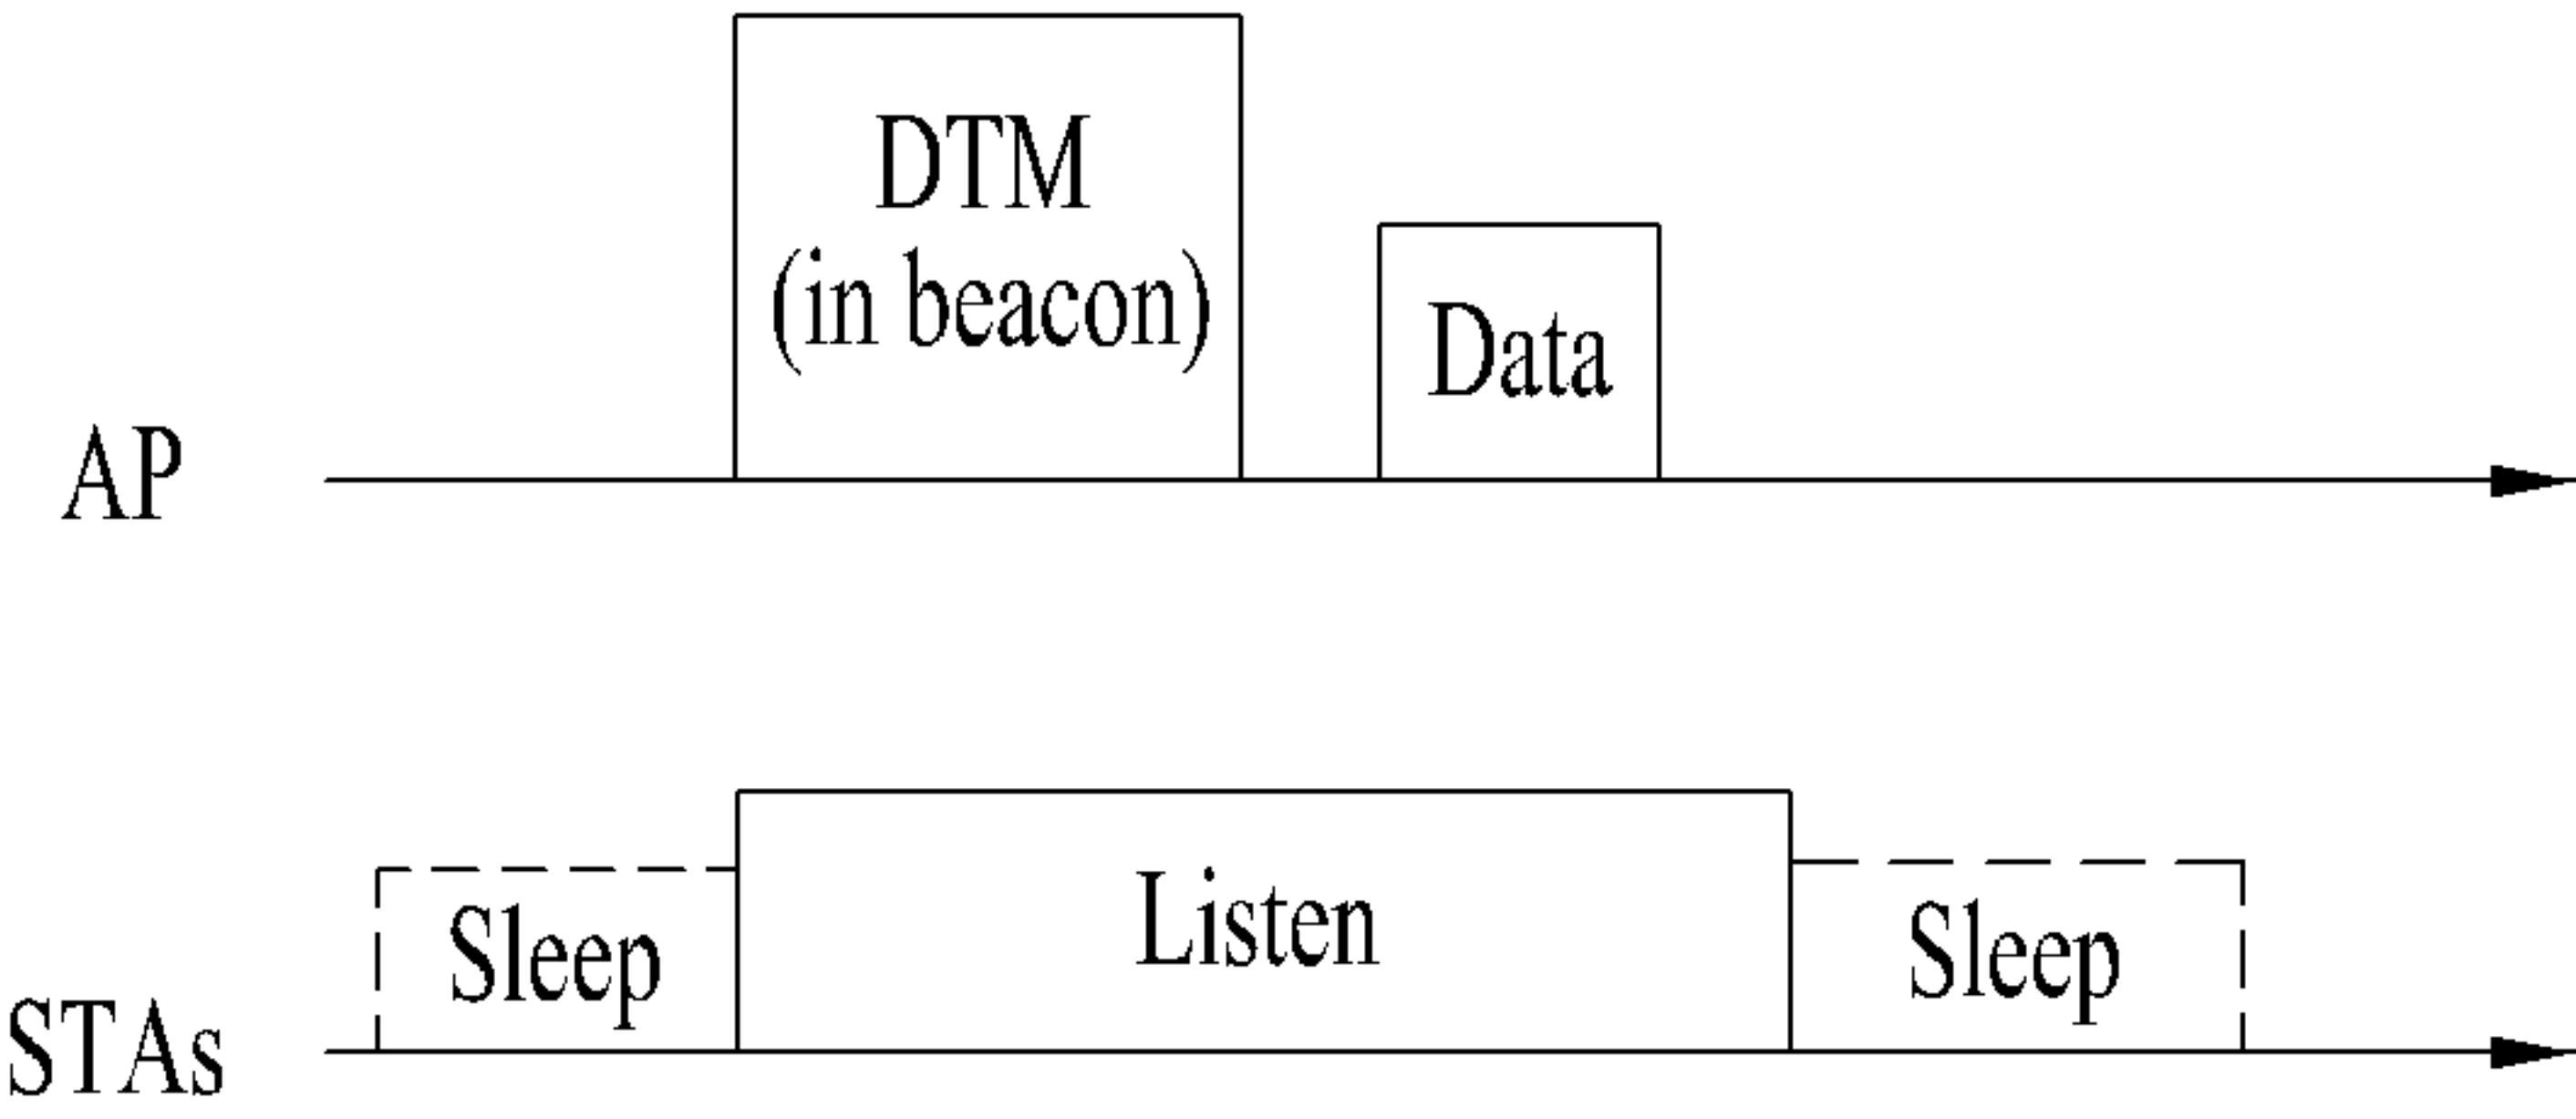 DTM
(in beacon)
Data
AP
Listen
Sleep
Sleep
STAs